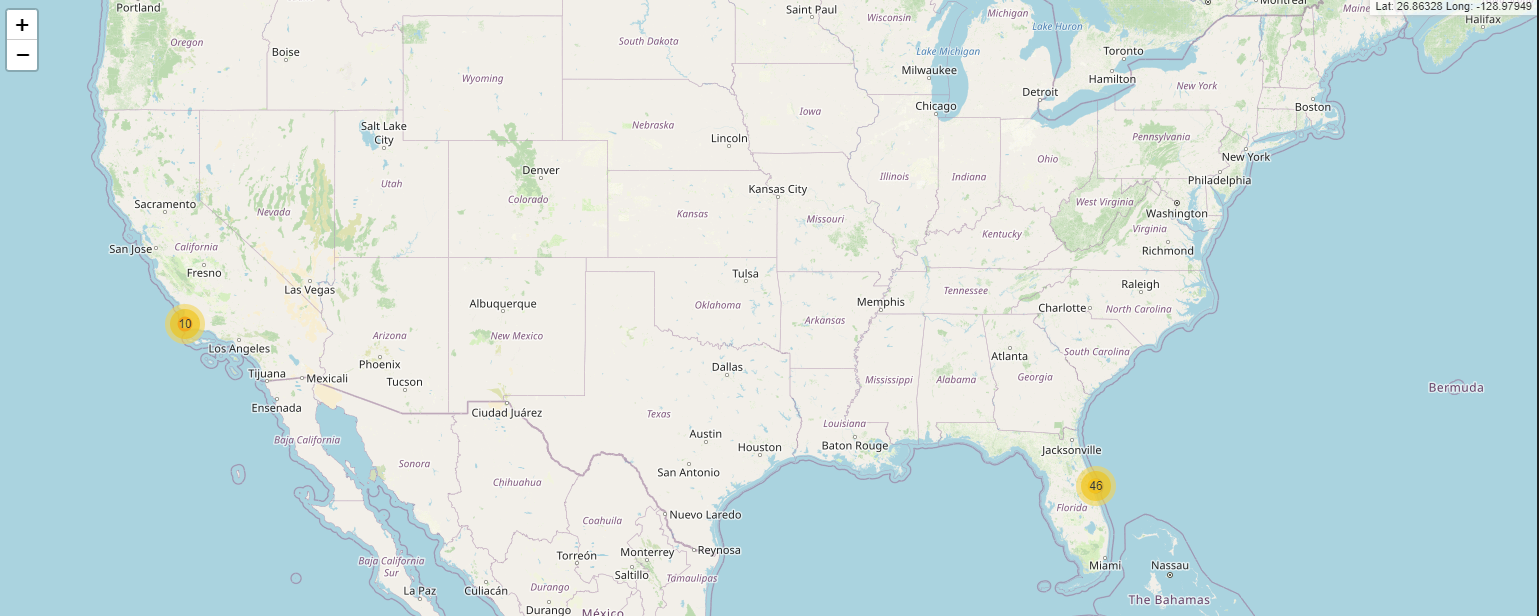 +
−
Lat: 26.86328 Long: -128.97949
Portland
Saint Paul
Wisconsin
Michigan
Lake Huron
Maine
Halifax
Oregon
Boise
South Dakota
Lake Michigan
Toronto
Milwaukee
Wyoming
Hamilton
New York
Detroit
Chicago
Boston
Iowa
Salt Lake
City
Nebraska
Lincoln
Pennsylvania
Ohio
New York
Denver
Utah
Illinois
Indiana
Philadelphia
Kansas City
Colorado
Sacramento
Nevada
Kansas
Missouri
West Virginia
Washington
Virginia
Kentucky
San Jose
California
Richmond
Fresno
Tulsa
Las Vegas
Tennessee
Raleigh
Albuquerque
Oklahoma
Memphis
Charlotte
North Carolina
10
Arizona
New Mexico
Arkansas
Los Angeles
Phoenix
Dallas
Atlanta
South Carolina
Tijuana
Mexicali
Tucson
Mississippi
Alabama
Georgia
Bermuda
Ensenada
Ciudad Juárez
Texas
Louisiana
Baja California
Austin
Houston
Baton Rouge
Jacksonville
Sonora
San Antonio
Chihuahua
46
Florida
Nuevo Laredo
Coahuila
Baja California
Sur
Torreón
Monterrey
Reynosa
Miami
Nassau
Saltillo
Tamaulipas
La Paz
Culiacán
Durango
The Bahamas
Durango
México